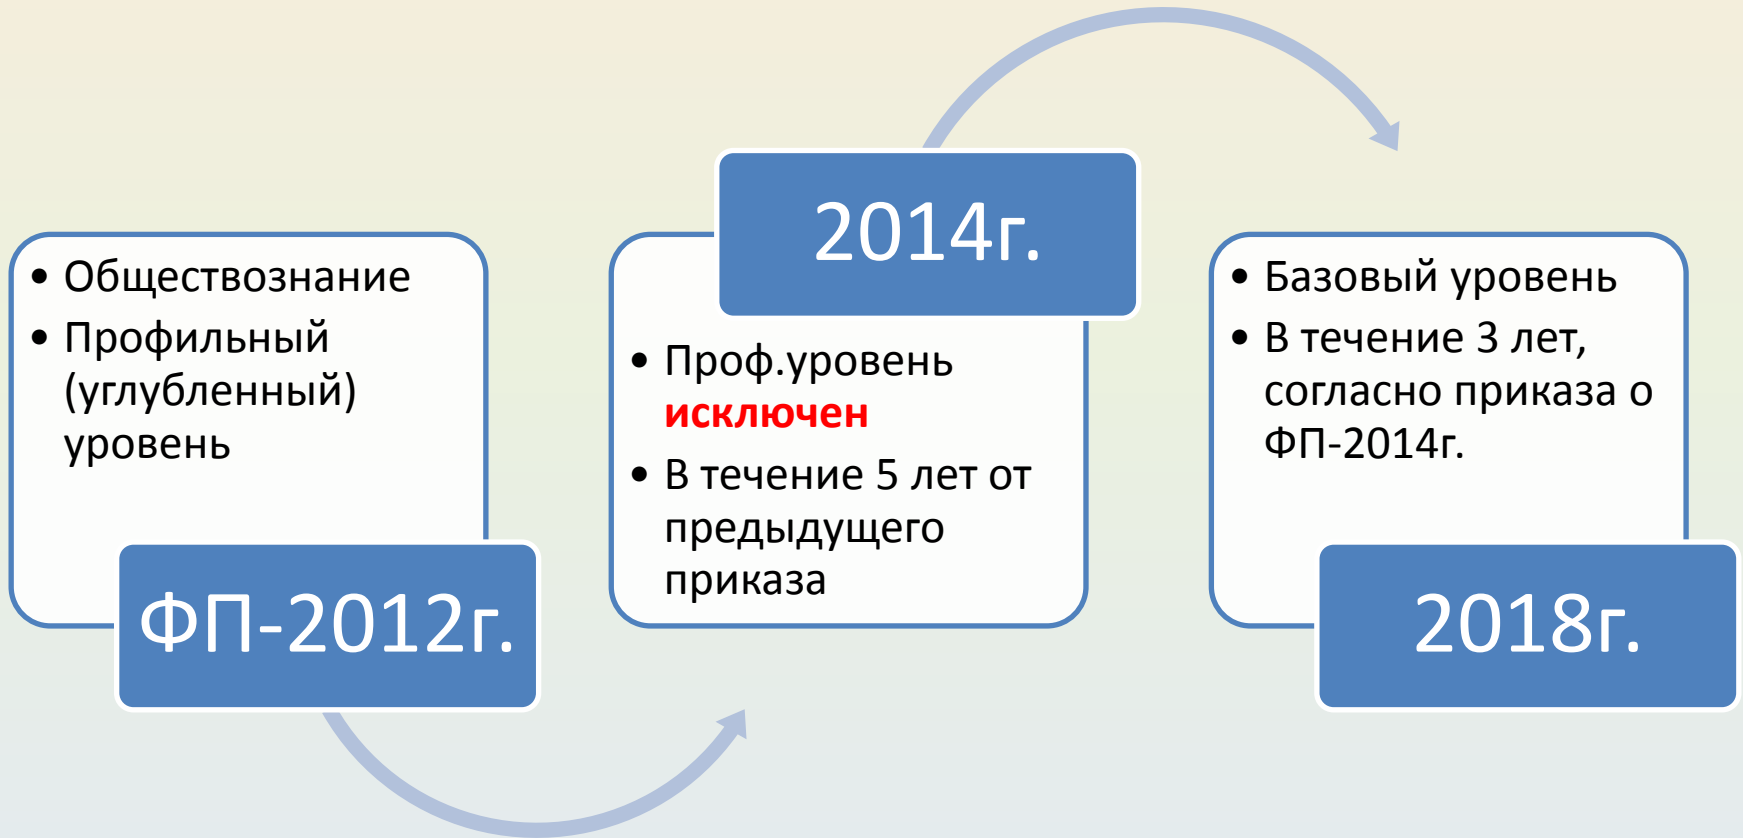 • Обществознание
• Профильный
(углубленный)
уровень
ФП-2012г.
2014г.
• Проф.уровень
исключен
• В течение 5 лет от
предыдущего
приказа
• Базовый уровень
• В течение 3 лет,
согласно приказа о
ФП-2014г.
2018г.